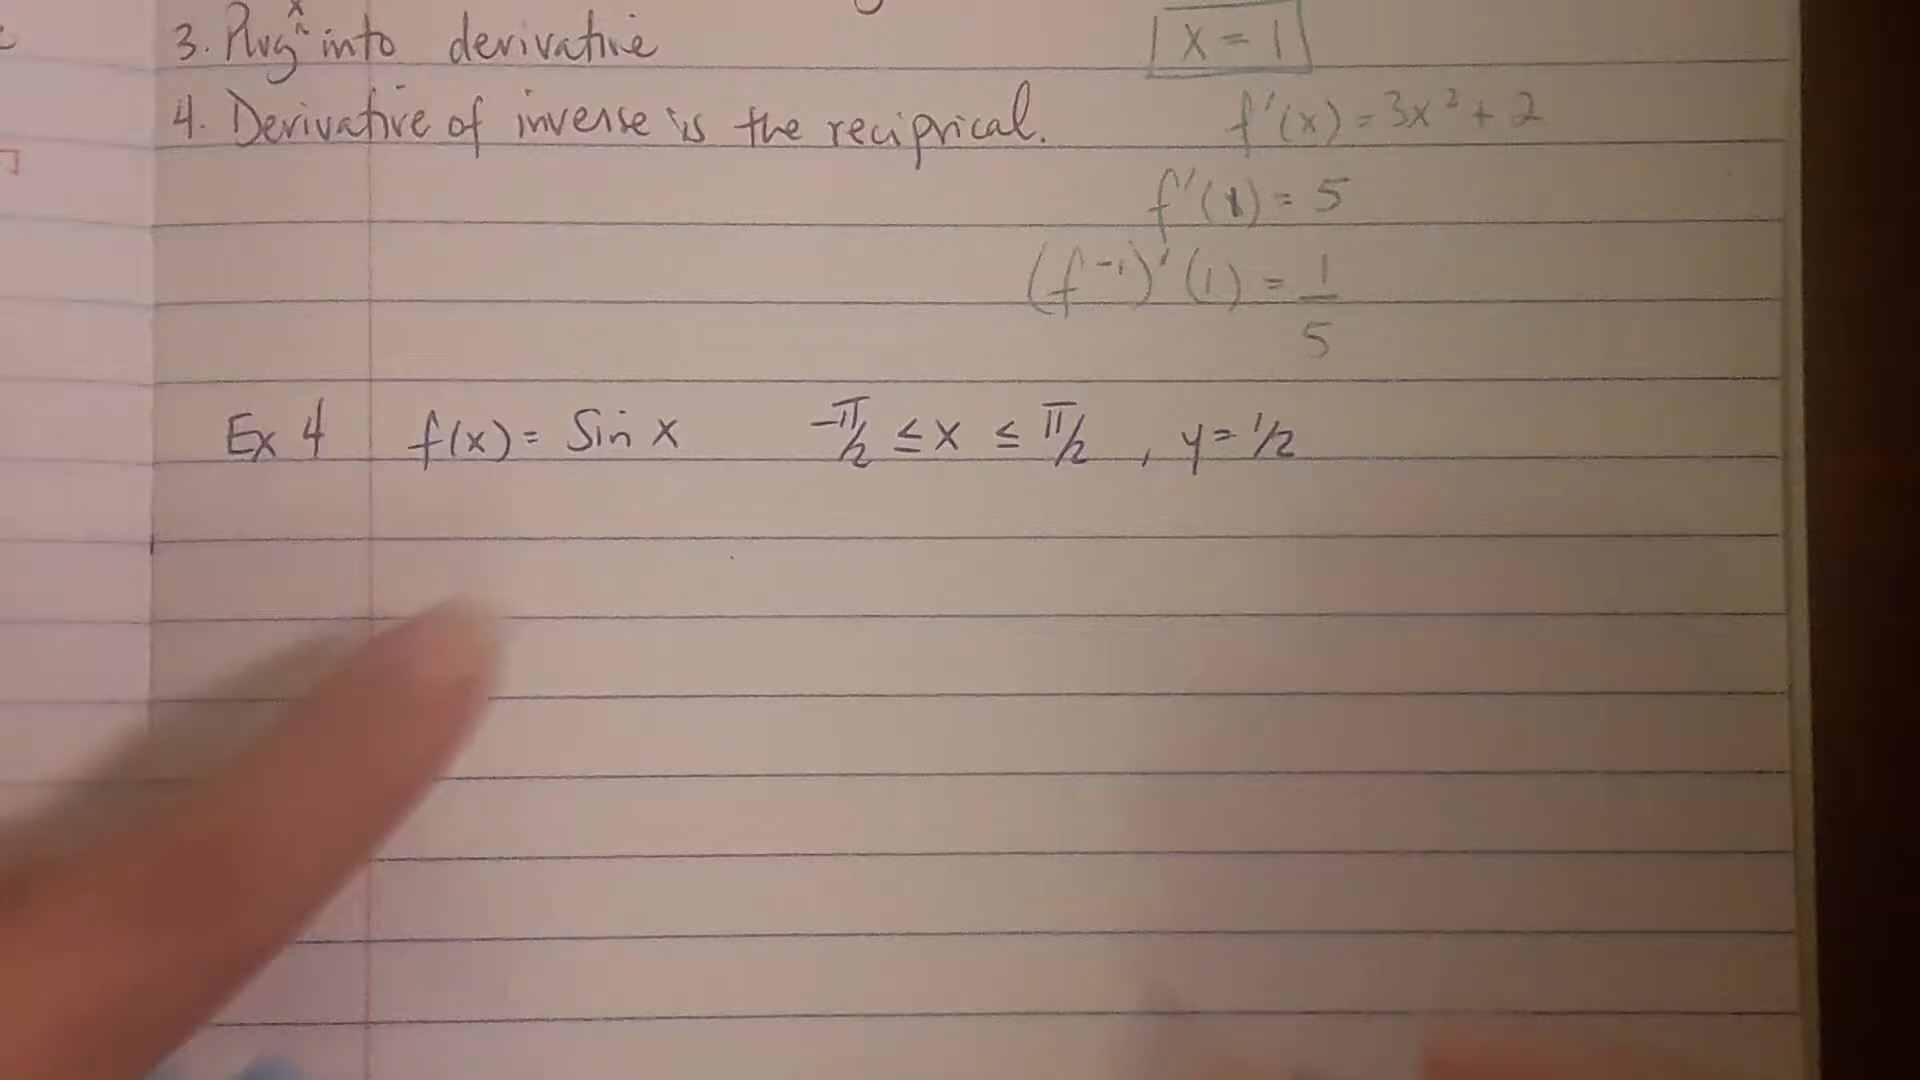 3. Plug x^ into derivative
x = 1
4. Derivative of inverse is the reciprical.
f'(x) = 3x² + 2
f'(1) = 5
(f⁻¹)'(1) = 1/5
Ex 4 f(x) = Sin x -π/2 ≤ x ≤ π/2 , y = 1/2